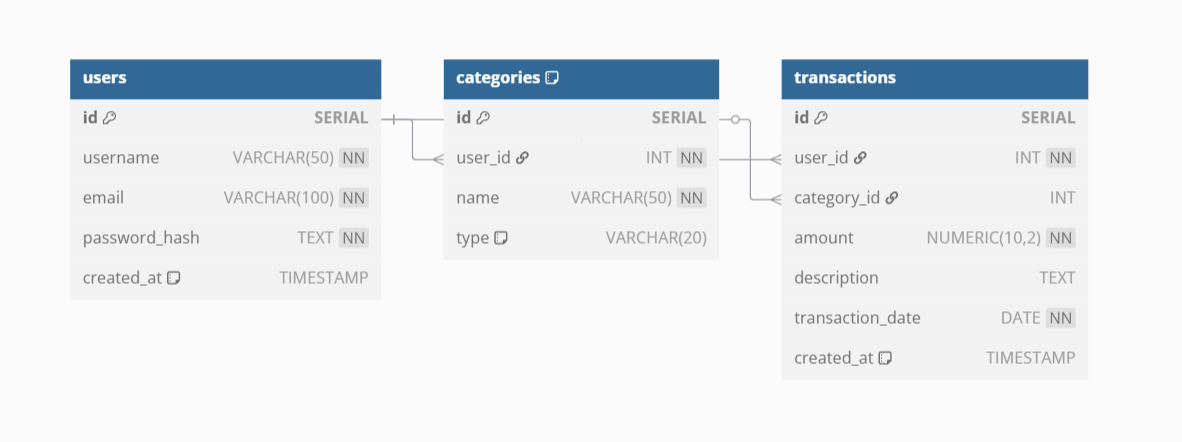 users
id SERIAL
username VARCHAR(50) NN
email VARCHAR(100) NN
password_hash TEXT NN
created_at TIMESTAMP
categories
id SERIAL
user_id INT NN
name VARCHAR(50) NN
type VARCHAR(20)
transactions
id SERIAL
user_id INT NN
category_id INT
amount NUMERIC(10,2) NN
description TEXT
transaction_date DATE NN
created_at TIMESTAMP